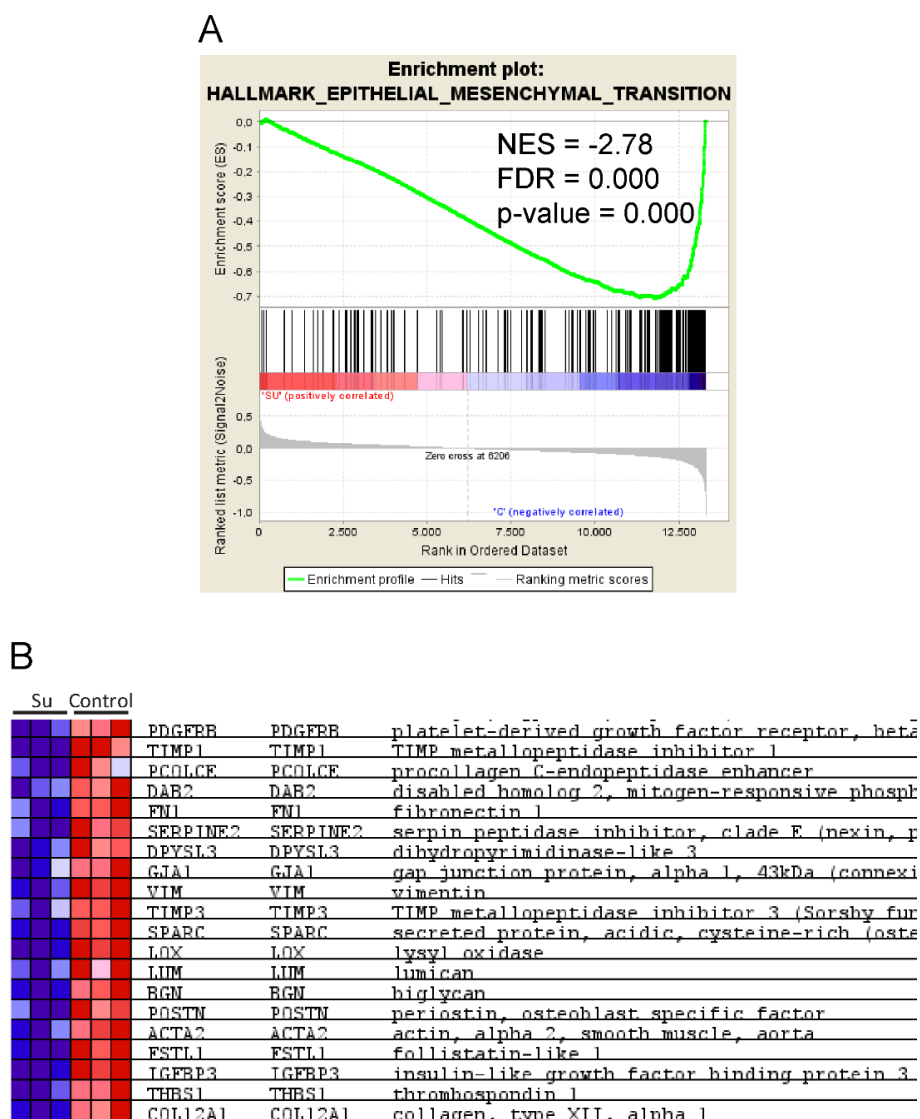 A
Enrichment plot:
HALLMARK_EPITHELIAL_MESENCHYMAL_TRANSITION
NES = -2.78
FDR = 0.000
p-value = 0.000
Enrichment score (ES)
0,0
-0,1
-0,2
-0,3
-0,4
-0,5
-0,6
-0,7
'SU' (positively correlated)
Ranked list metric (Signal2Noise)
0,5
0,0
-0,5
-1,0
Zero cross at 6206
'C' (negatively correlated)
0 2.500 5.000 7.500 10.000 12.500
Rank in Ordered Dataset
Enrichment profile Hits Ranking metric scores
B
Su Control
PDGFRB PDGFRB platelet-derived growth factor receptor, beta
TIMP1 TIMP1 TIMP metallopeptidase inhibitor 1
PCOLCE PCOLCE procollagen C-endopeptidase enhancer
DAB2 DAB2 disabled homolog 2, mitogen-responsive phosph
FN1 FN1 fibronectin 1
SERPINE2 SERPINE2 serpin peptidase inhibitor, clade E (nexin, p
DPYSL3 DPYSL3 dihydropyrimidinase-like 3
GJA1 GJA1 gap junction protein, alpha 1, 43kDa (connexi
VIM VIM vimentin
TIMP3 TIMP3 TIMP metallopeptidase inhibitor 3 (Sorsby fun
SPARC SPARC secreted protein, acidic, cysteine-rich (oste
LOX LOX lysyl oxidase
LUM LUM lumican
BGN BGN biglycan
POSTN POSTN periostin, osteoblast specific factor
ACTA2 ACTA2 actin, alpha 2, smooth muscle, aorta
FSTL1 FSTL1 follistatin-like 1
IGFBP3 IGFBP3 insulin-like growth factor binding protein 3
THBS1 THBS1 thrombospondin 1
COL12A1 COL12A1 collagen, type XII, alpha 1